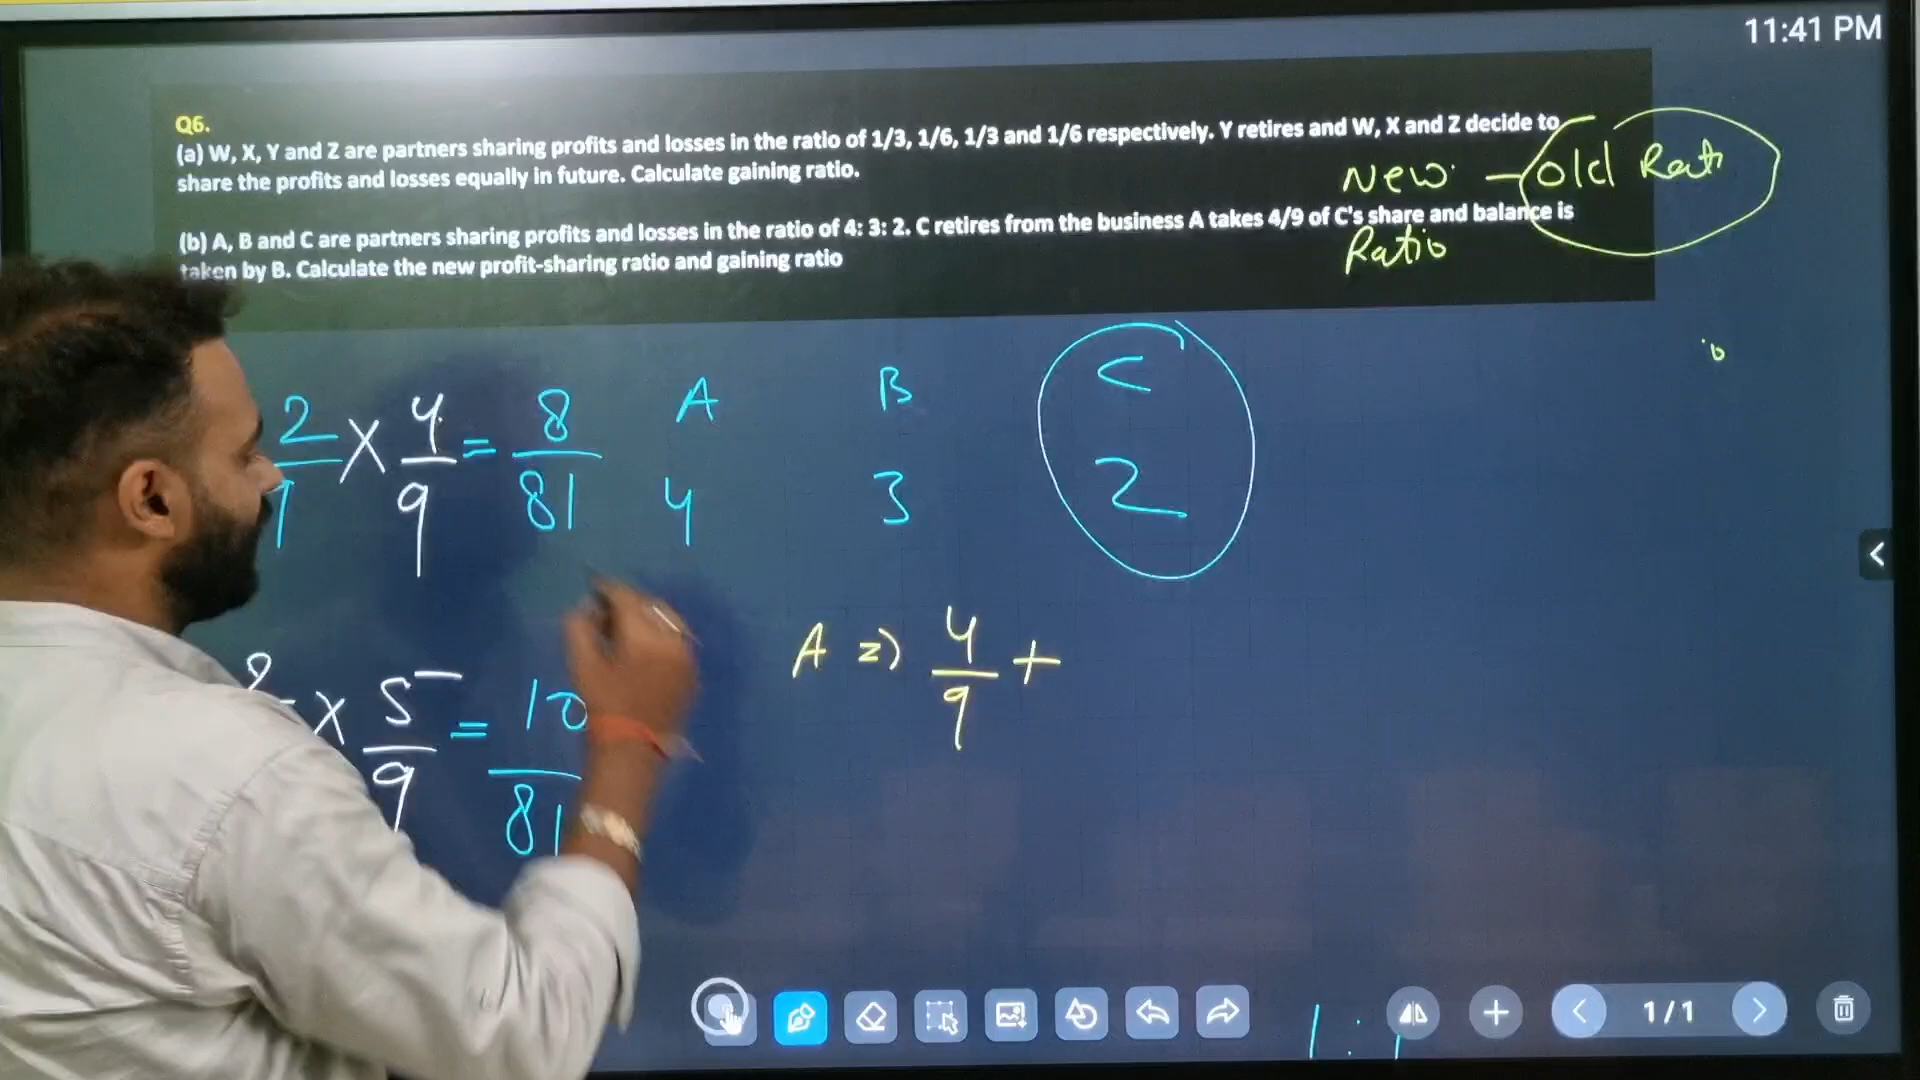 11:41 PM
Q6.
(a) W, X, Y and Z are partners sharing profits and losses in the ratio of 1/3, 1/6, 1/3 and 1/6 respectively. Y retires and W, X and Z decide to
share the profits and losses equally in future. Calculate gaining ratio.
New - Old Rati
Ratio
(b) A, B and C are partners sharing profits and losses in the ratio of 4: 3: 2. C retires from the business A takes 4/9 of C's share and balance is
taken by B. Calculate the new profit-sharing ratio and gaining ratio
A B C
4 3 2
2/9 X 4/9 = 8/81
A => 4/9 +
x 5/9 = 10/81
1 : 1
1/1